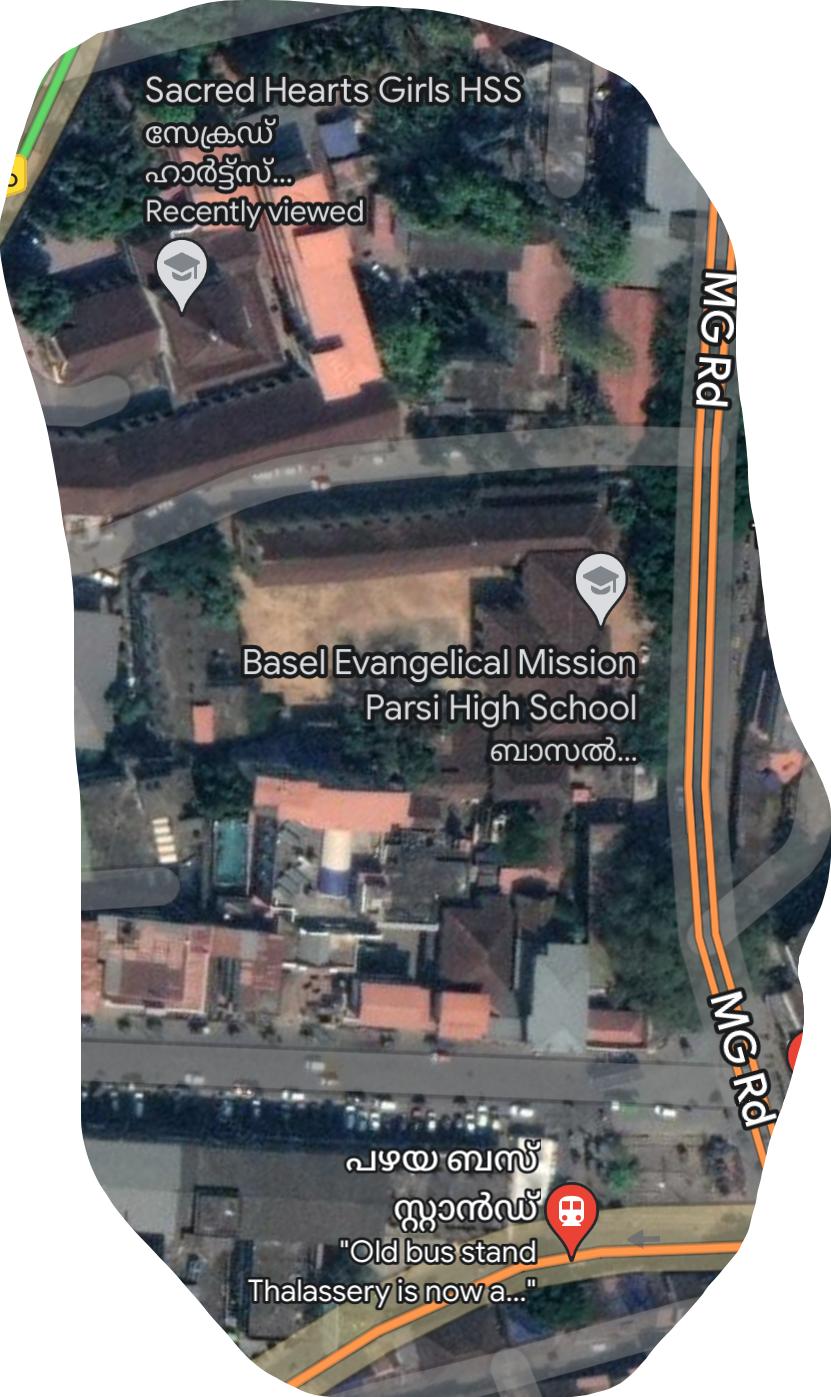 Sacred Hearts Girls HSS
സേക്രഡ്
ഹാർട്ട്സ്...
Recently viewed
MG Rd
Basel Evangelical Mission
Parsi High School
ബാസൽ...
MG Rd
പഴയ ബസ്
സ്റ്റാൻഡ്
"Old bus stand
Thalassery is now a..."